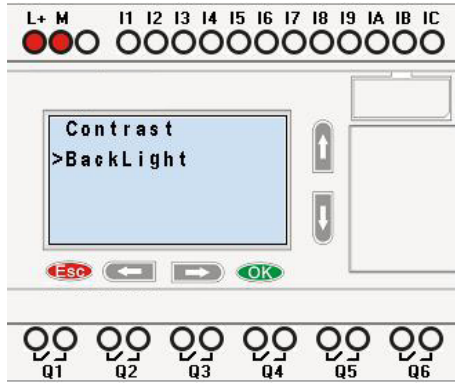 L+ M I1 I2 I3 I4 I5 I6 I7 I8 I9 IA IB IC
Contrast
>BackLight
Esc OK
Q1 Q2 Q3 Q4 Q5 Q6